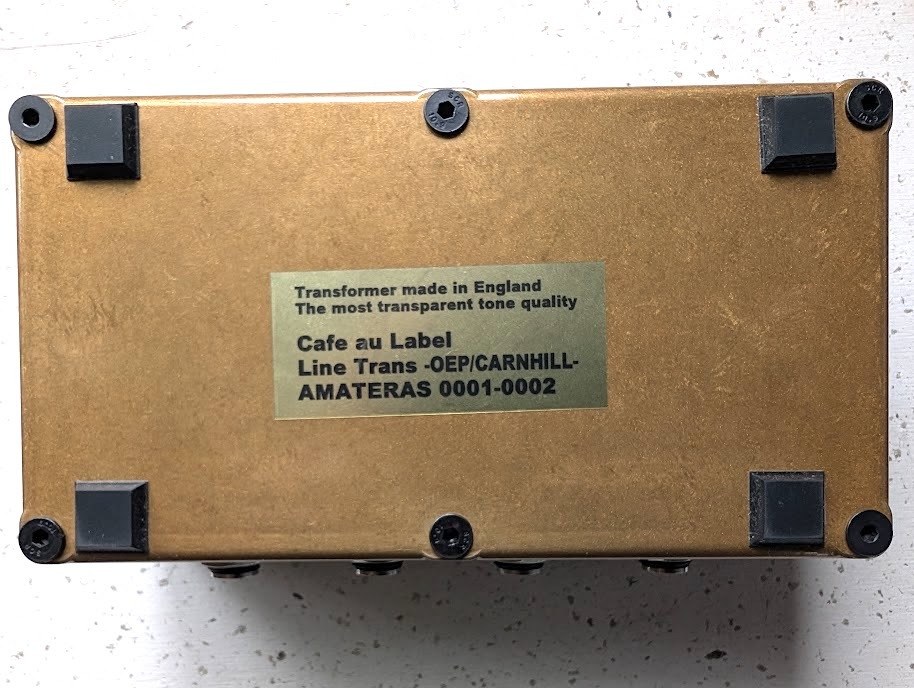 Transformer made in England
The most transparent tone quality
Cafe au Label
Line Trans -OEP/CARNHILL-
AMATERAS 0001-0002